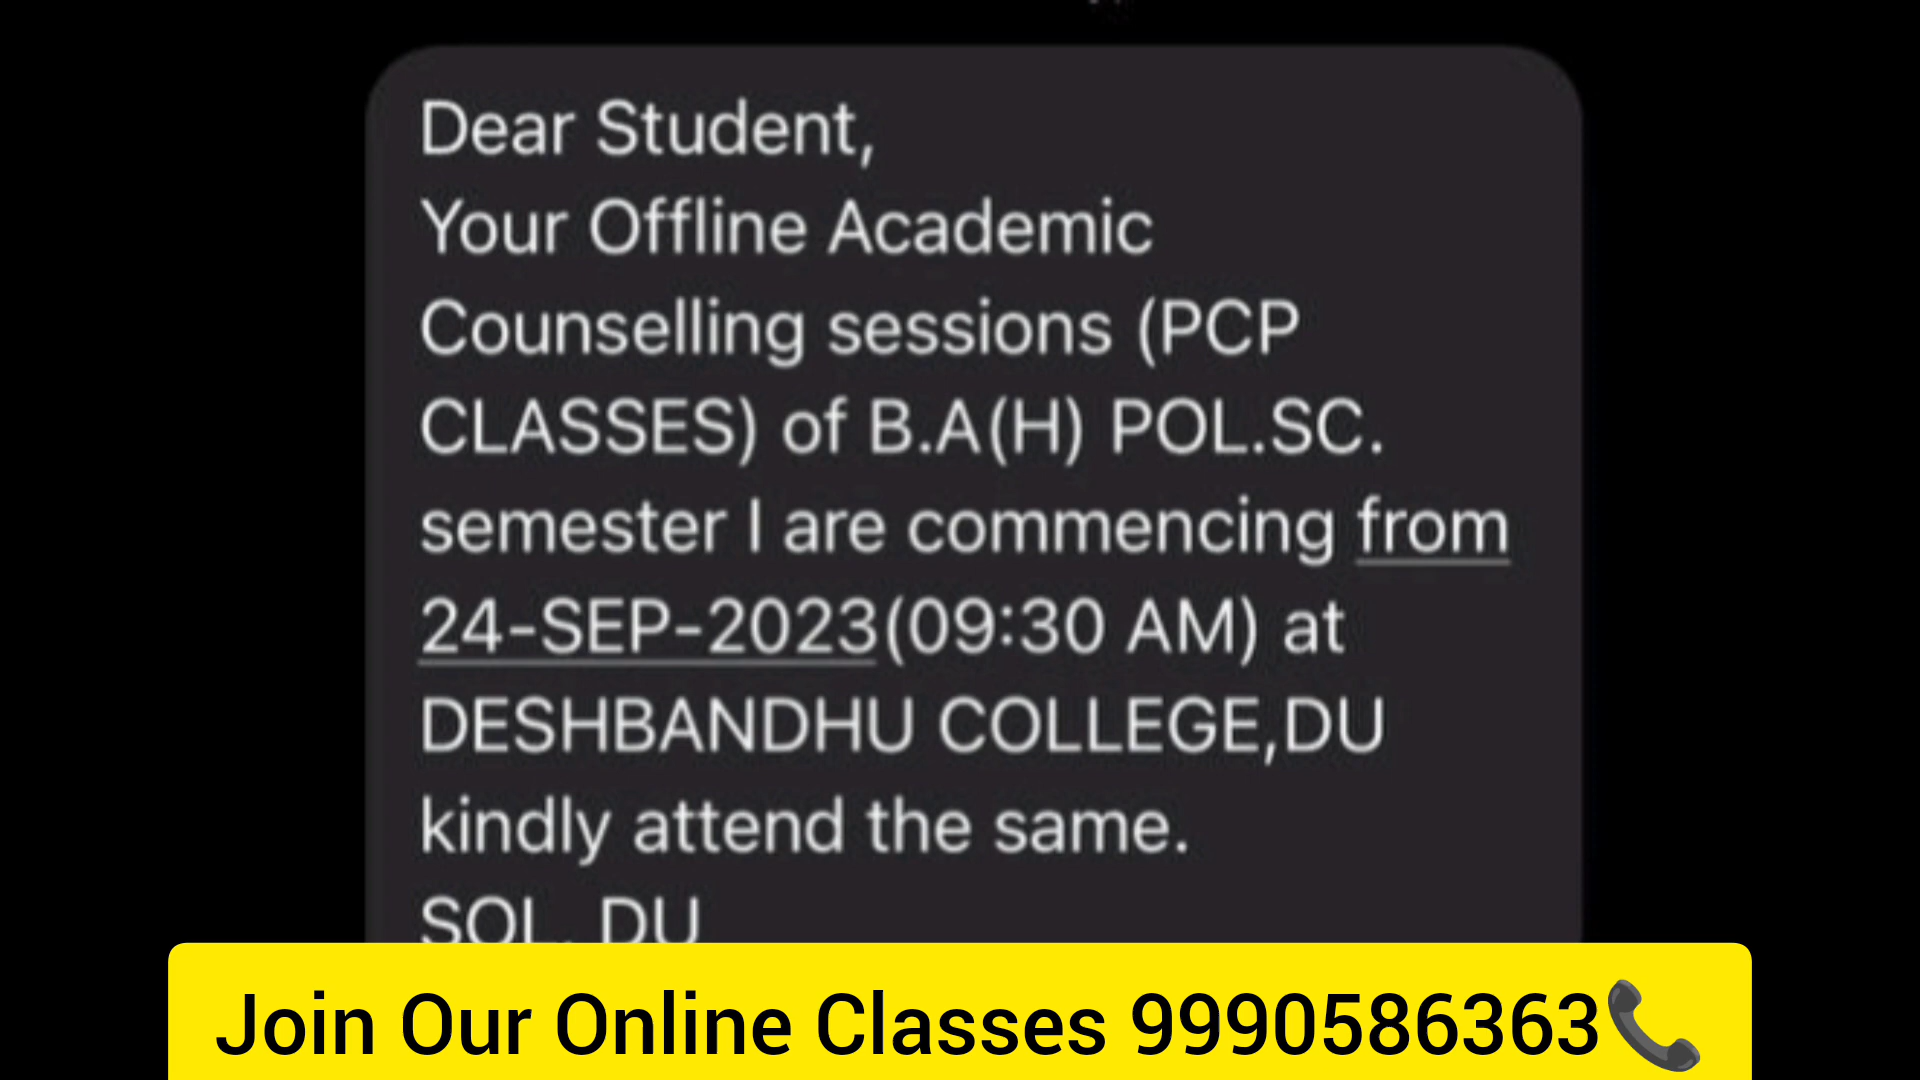 Dear Student,
Your Offline Academic
Counselling sessions (PCP
CLASSES) of B.A(H) POL.SC.
semester I are commencing from
24-SEP-2023(09:30 AM) at
DESHBANDHU COLLEGE,DU
kindly attend the same.
SOL, DU
Join Our Online Classes 9990586363